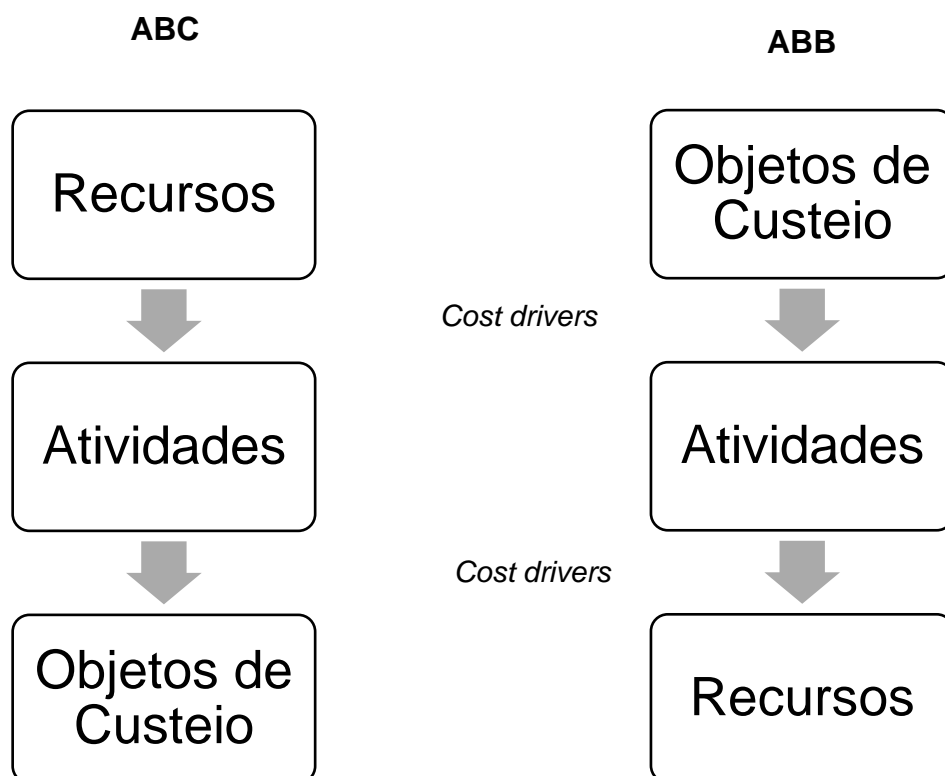 ABC
Recursos
Atividades
Objetos de
Custeio
Cost drivers
Cost drivers
ABB
Objetos de
Custeio
Atividades
Recursos